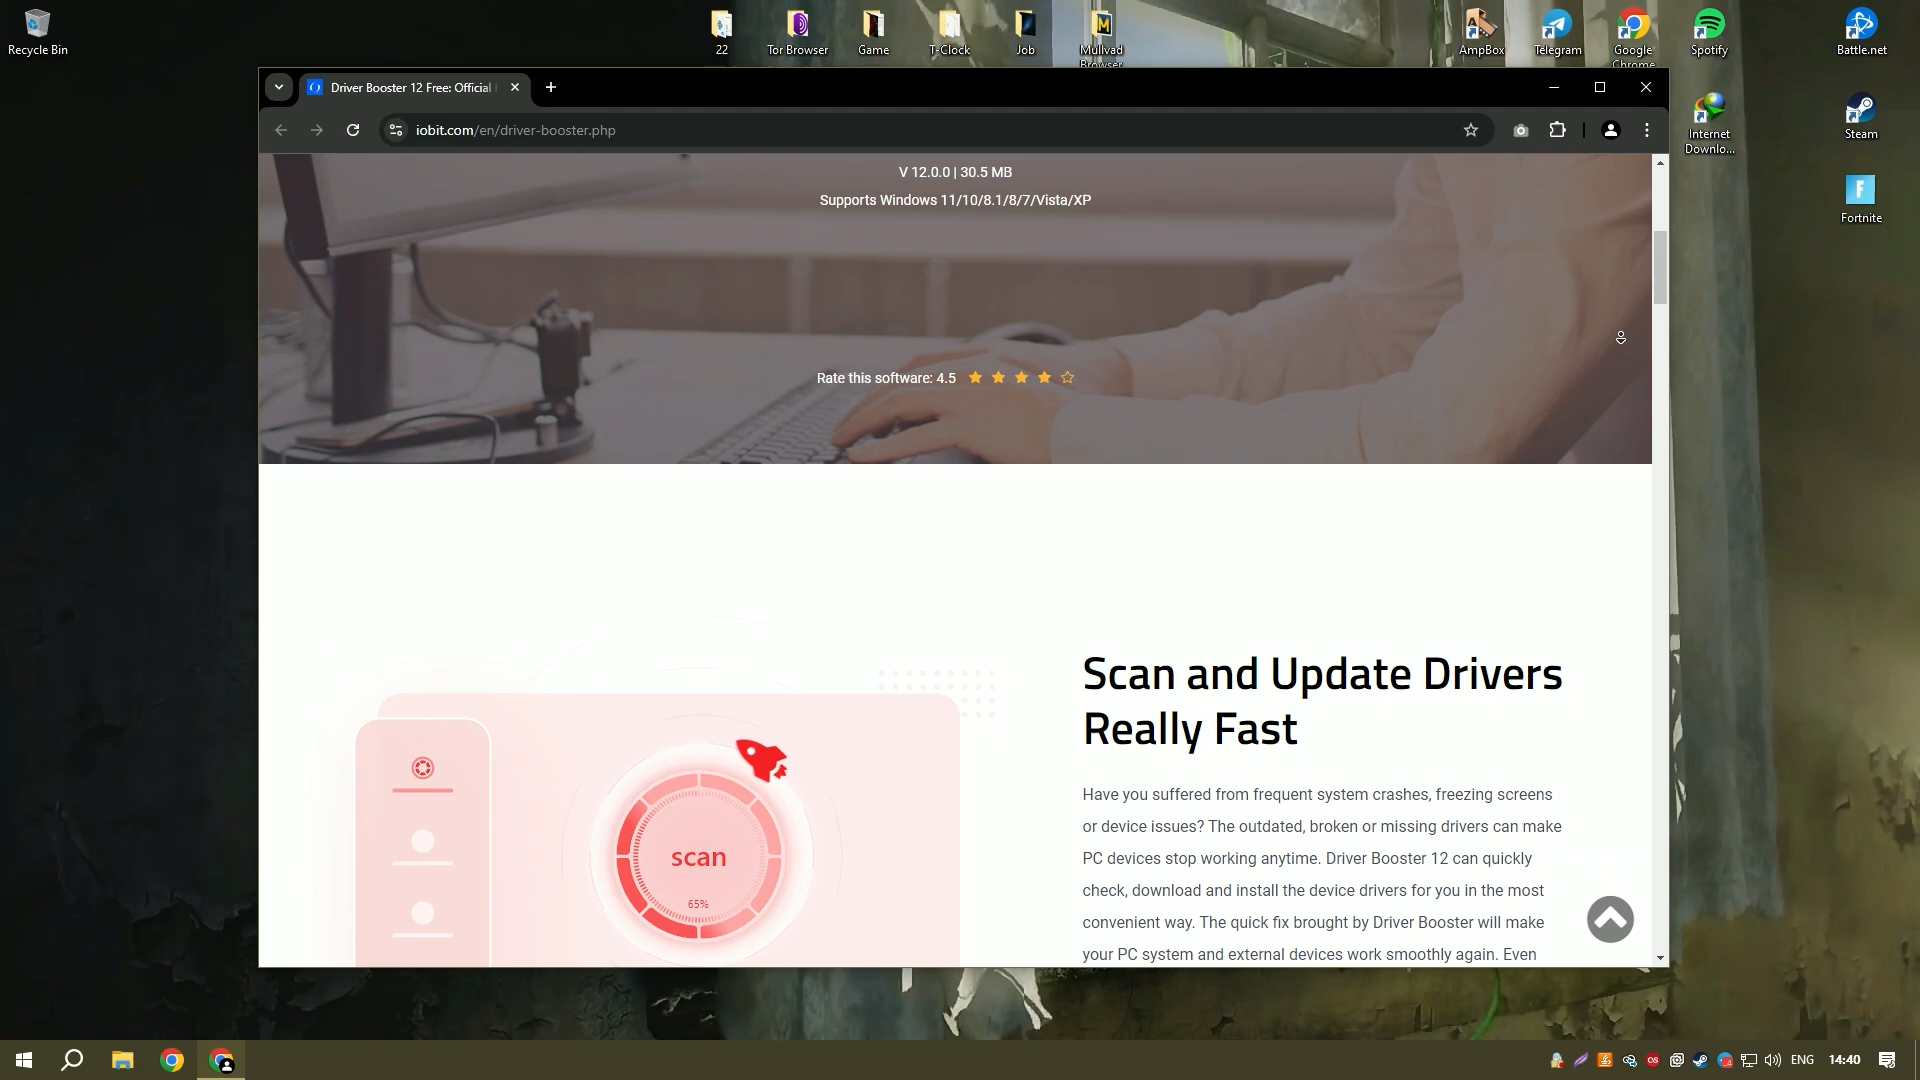 Recycle Bin
22
Tor Browser
Game
T-Clock
Job
Mullvad
Browser
AmpBox
Telegram
Google
Chrome
Spotify
Battle.net
Internet
Downlo...
Steam
Fortnite
Driver Booster 12 Free: Official
iobit.com/en/driver-booster.php
V 12.0.0 | 30.5 MB
Supports Windows 11/10/8.1/8/7/Vista/XP
Rate this software: 4.5
scan
65%
Scan and Update Drivers
Really Fast
Have you suffered from frequent system crashes, freezing screens
or device issues? The outdated, broken or missing drivers can make
PC devices stop working anytime. Driver Booster 12 can quickly
check, download and install the device drivers for you in the most
convenient way. The quick fix brought by Driver Booster will make
your PC system and external devices work smoothly again. Even
ENG
14:40